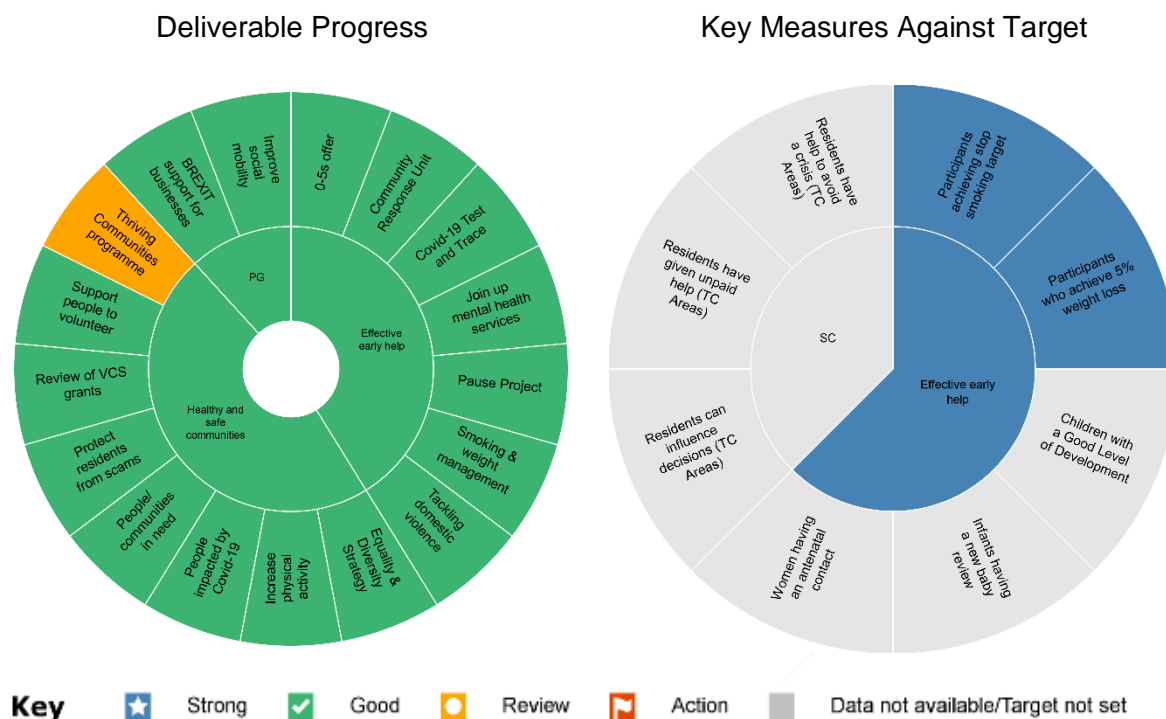 Deliverable Progress
Key Measures Against Target
0-5s offer
Community
Response Unit
Covid-19 Test
and Trace
Join up
mental health
services
Pause Project
Smoking &
weight
management
Tackling
domestic
violence
Equality &
Diversity
Strategy
Increase
physical
activity
People
impacted by
Covid-19
People/
communities
in need
Protect
residents
from scams
Review of VCS
grants
Support
people to
volunteer
Thriving
Communities
programme
BREXIT
support for
businesses
Improve
social
mobility
PG
Effective
early help
Healthy and
safe
communities
Participants
achieving stop
smoking target
Participants
who achieve 5%
weight loss
Children with
a Good Level
of Development
Infants having
a new baby
review
Women having
an antenatal
contact
Residents can
influence
decisions (TC
Areas)
Residents have
given unpaid
help (TC
Areas)
Residents have
help to avoid
a crisis (TC
Areas)
SC
Effective early
help
Key Strong Good Review Action Data not available/Target not set